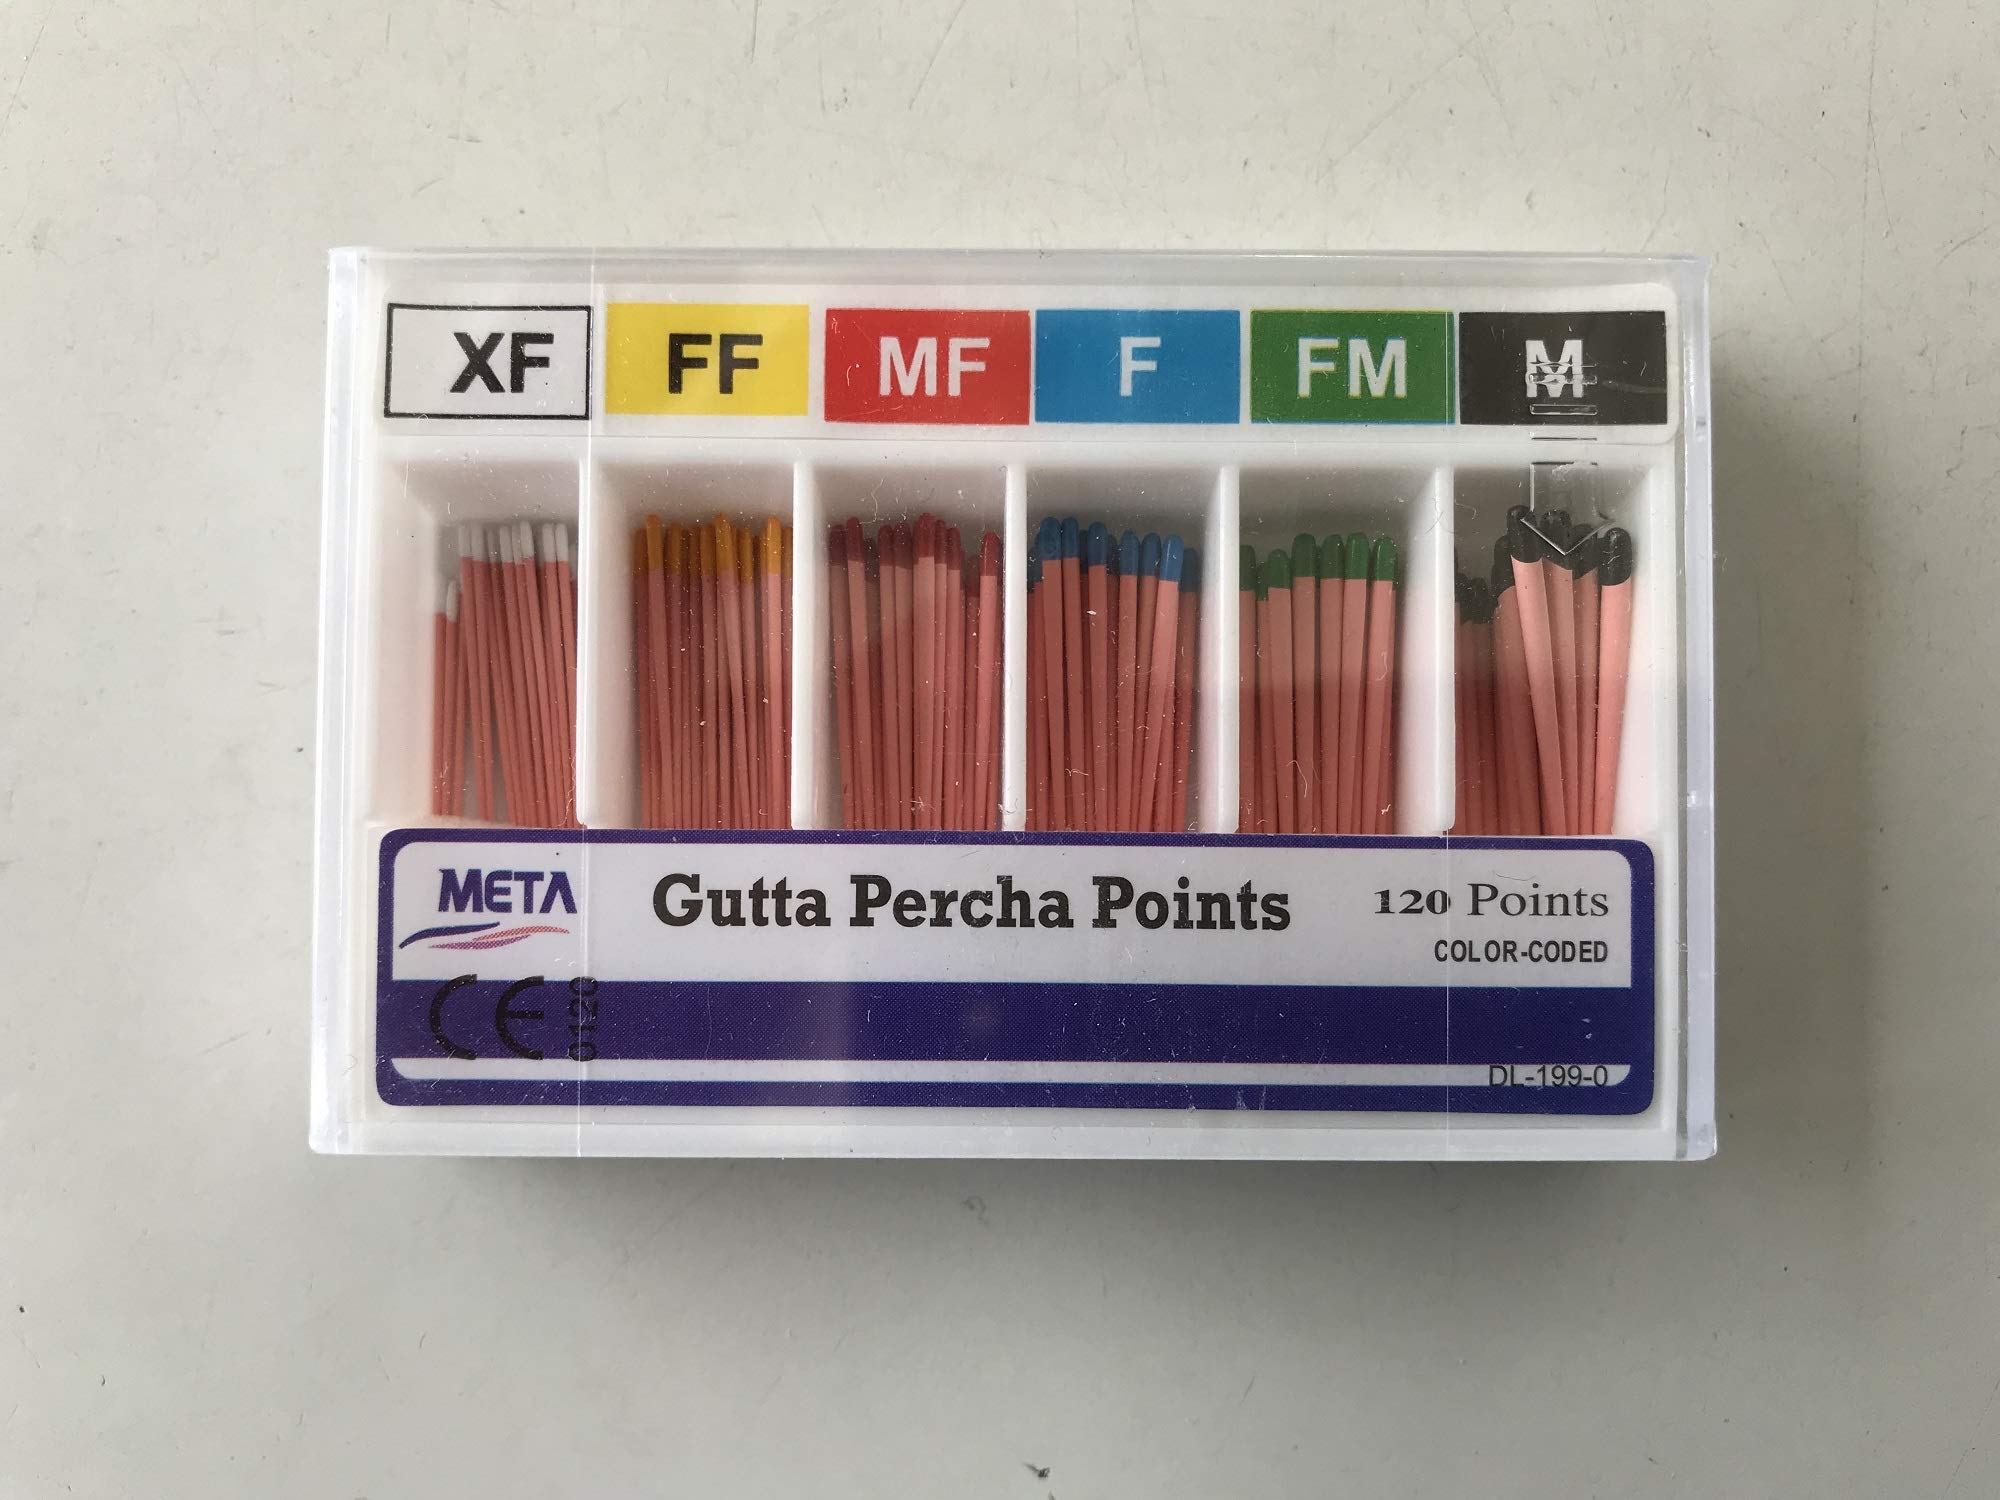 XF FF MF F FM M
META Gutta Percha Points 120 Points
COLOR-CODED
CE 0120
DL-199-0